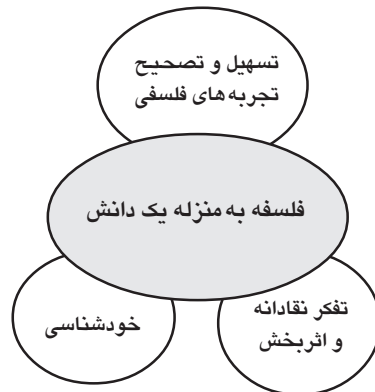 تسهیل و تصحیح
تجربه‌های فلسفی
فلسفه به منزله یک دانش
تفکر نقادانه
و اثربخش
خودشناسی